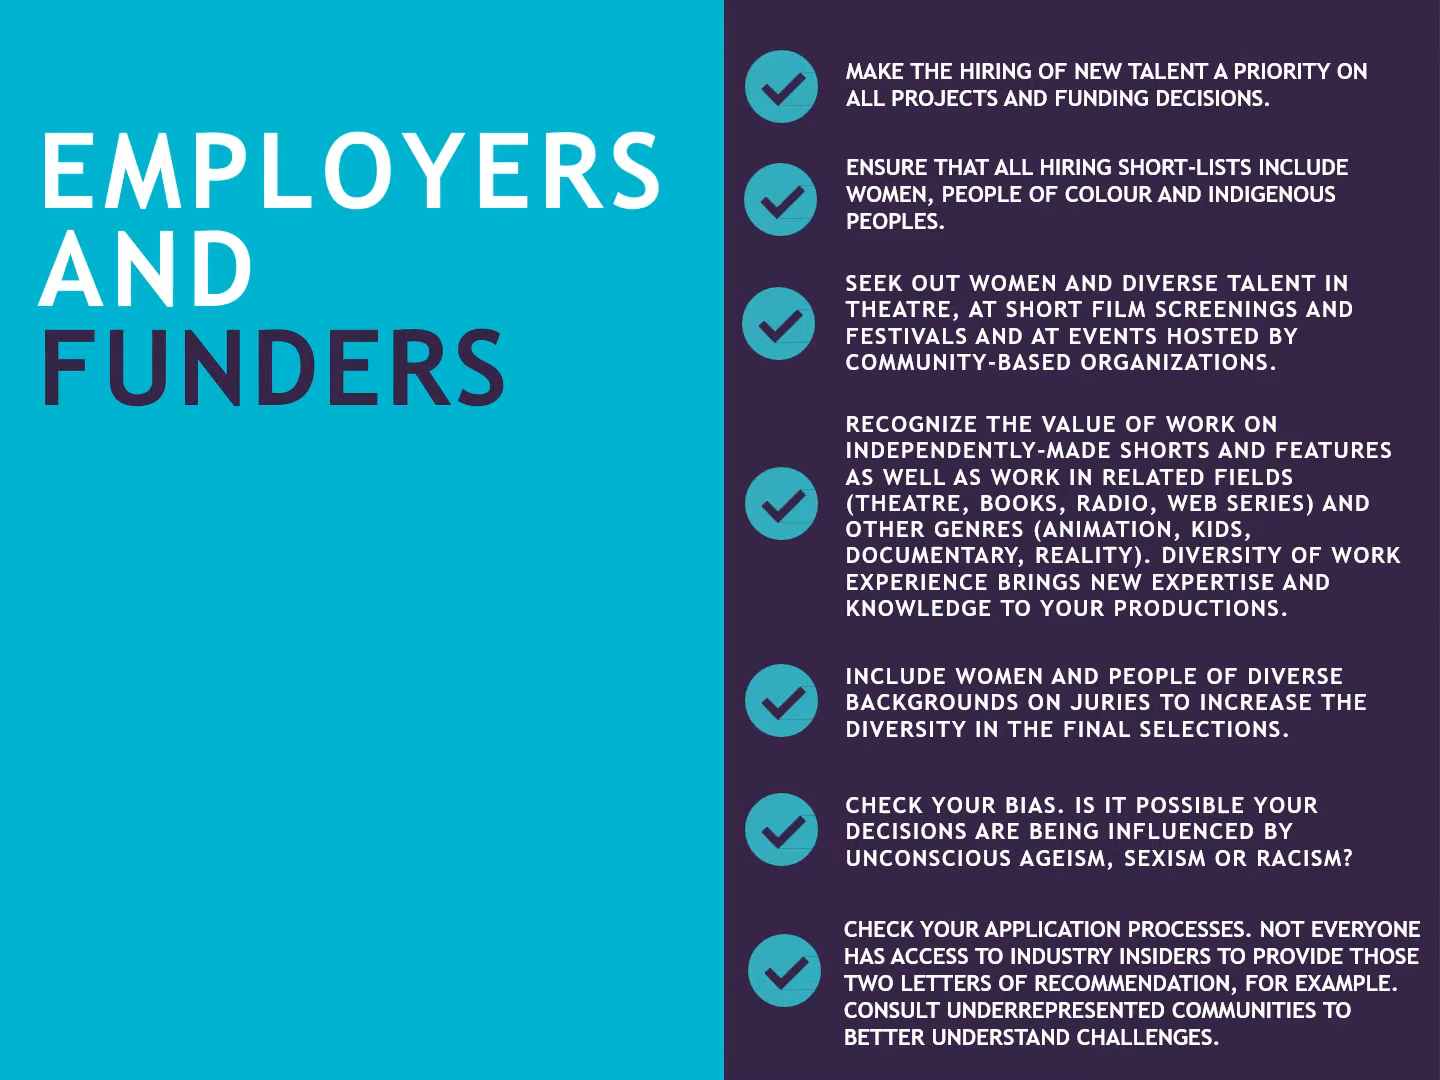 EMPLOYERS
AND
FUNDERS
MAKE THE HIRING OF NEW TALENT A PRIORITY ON
ALL PROJECTS AND FUNDING DECISIONS.
ENSURE THAT ALL HIRING SHORT-LISTS INCLUDE
WOMEN, PEOPLE OF COLOUR AND INDIGENOUS
PEOPLES.
SEEK OUT WOMEN AND DIVERSE TALENT IN
THEATRE, AT SHORT FILM SCREENINGS AND
FESTIVALS AND AT EVENTS HOSTED BY
COMMUNITY-BASED ORGANIZATIONS.
RECOGNIZE THE VALUE OF WORK ON
INDEPENDENTLY-MADE SHORTS AND FEATURES
AS WELL AS WORK IN RELATED FIELDS
(THEATRE, BOOKS, RADIO, WEB SERIES) AND
OTHER GENRES (ANIMATION, KIDS,
DOCUMENTARY, REALITY). DIVERSITY OF WORK
EXPERIENCE BRINGS NEW EXPERTISE AND
KNOWLEDGE TO YOUR PRODUCTIONS.
INCLUDE WOMEN AND PEOPLE OF DIVERSE
BACKGROUNDS ON JURIES TO INCREASE THE
DIVERSITY IN THE FINAL SELECTIONS.
CHECK YOUR BIAS. IS IT POSSIBLE YOUR
DECISIONS ARE BEING INFLUENCED BY
UNCONSCIOUS AGEISM, SEXISM OR RACISM?
CHECK YOUR APPLICATION PROCESSES. NOT EVERYONE
HAS ACCESS TO INDUSTRY INSIDERS TO PROVIDE THOSE
TWO LETTERS OF RECOMMENDATION, FOR EXAMPLE.
CONSULT UNDERREPRESENTED COMMUNITIES TO
BETTER UNDERSTAND CHALLENGES.